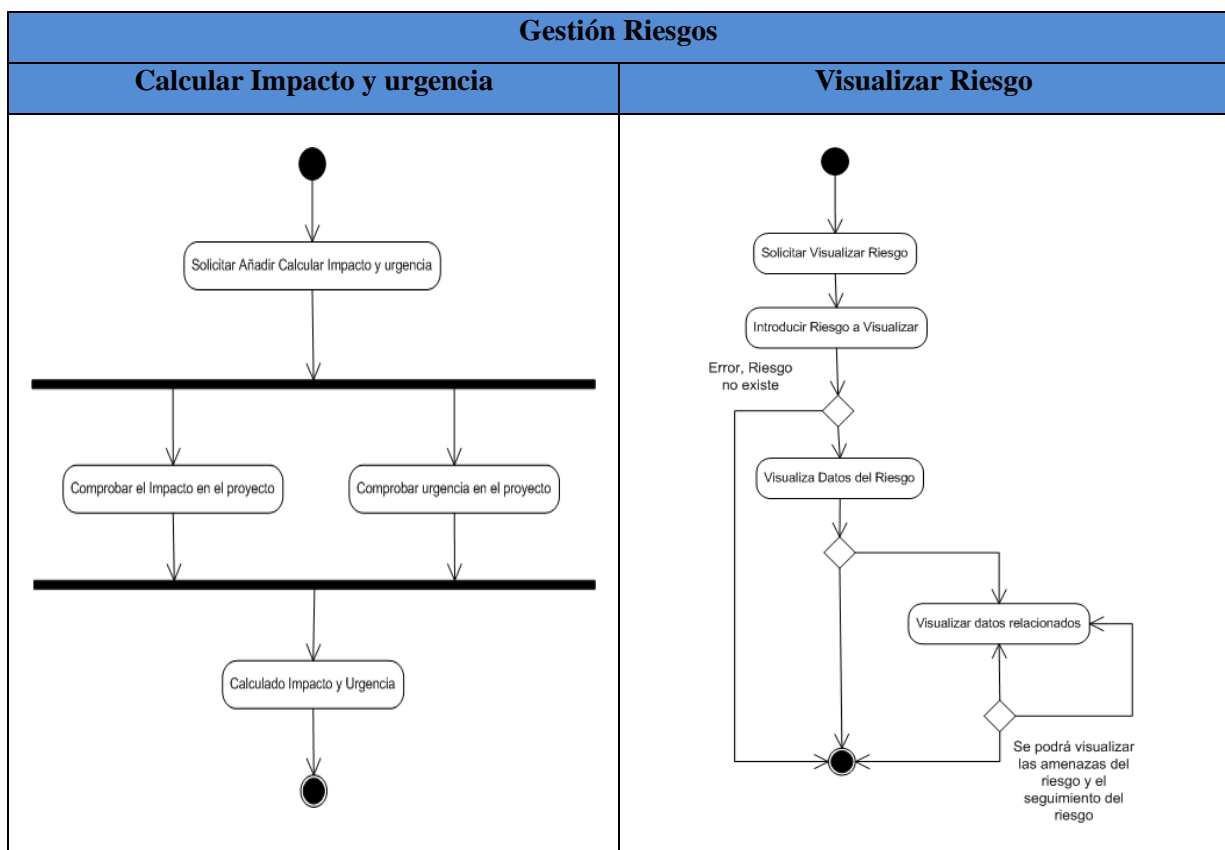 Gestión Riesgos
Calcular Impacto y urgencia
Visualizar Riesgo
Solicitar Añadir Calcular Impacto y urgencia
Comprobar el Impacto en el proyecto
Comprobar urgencia en el proyecto
Calculado Impacto y Urgencia
Solicitar Visualizar Riesgo
Introducir Riesgo a Visualizar
Error, Riesgo
no existe
Visualiza Datos del Riesgo
Visualizar datos relacionados
Se podrá visualizar
las amenazas del
riesgo y el
seguimiento del
riesgo